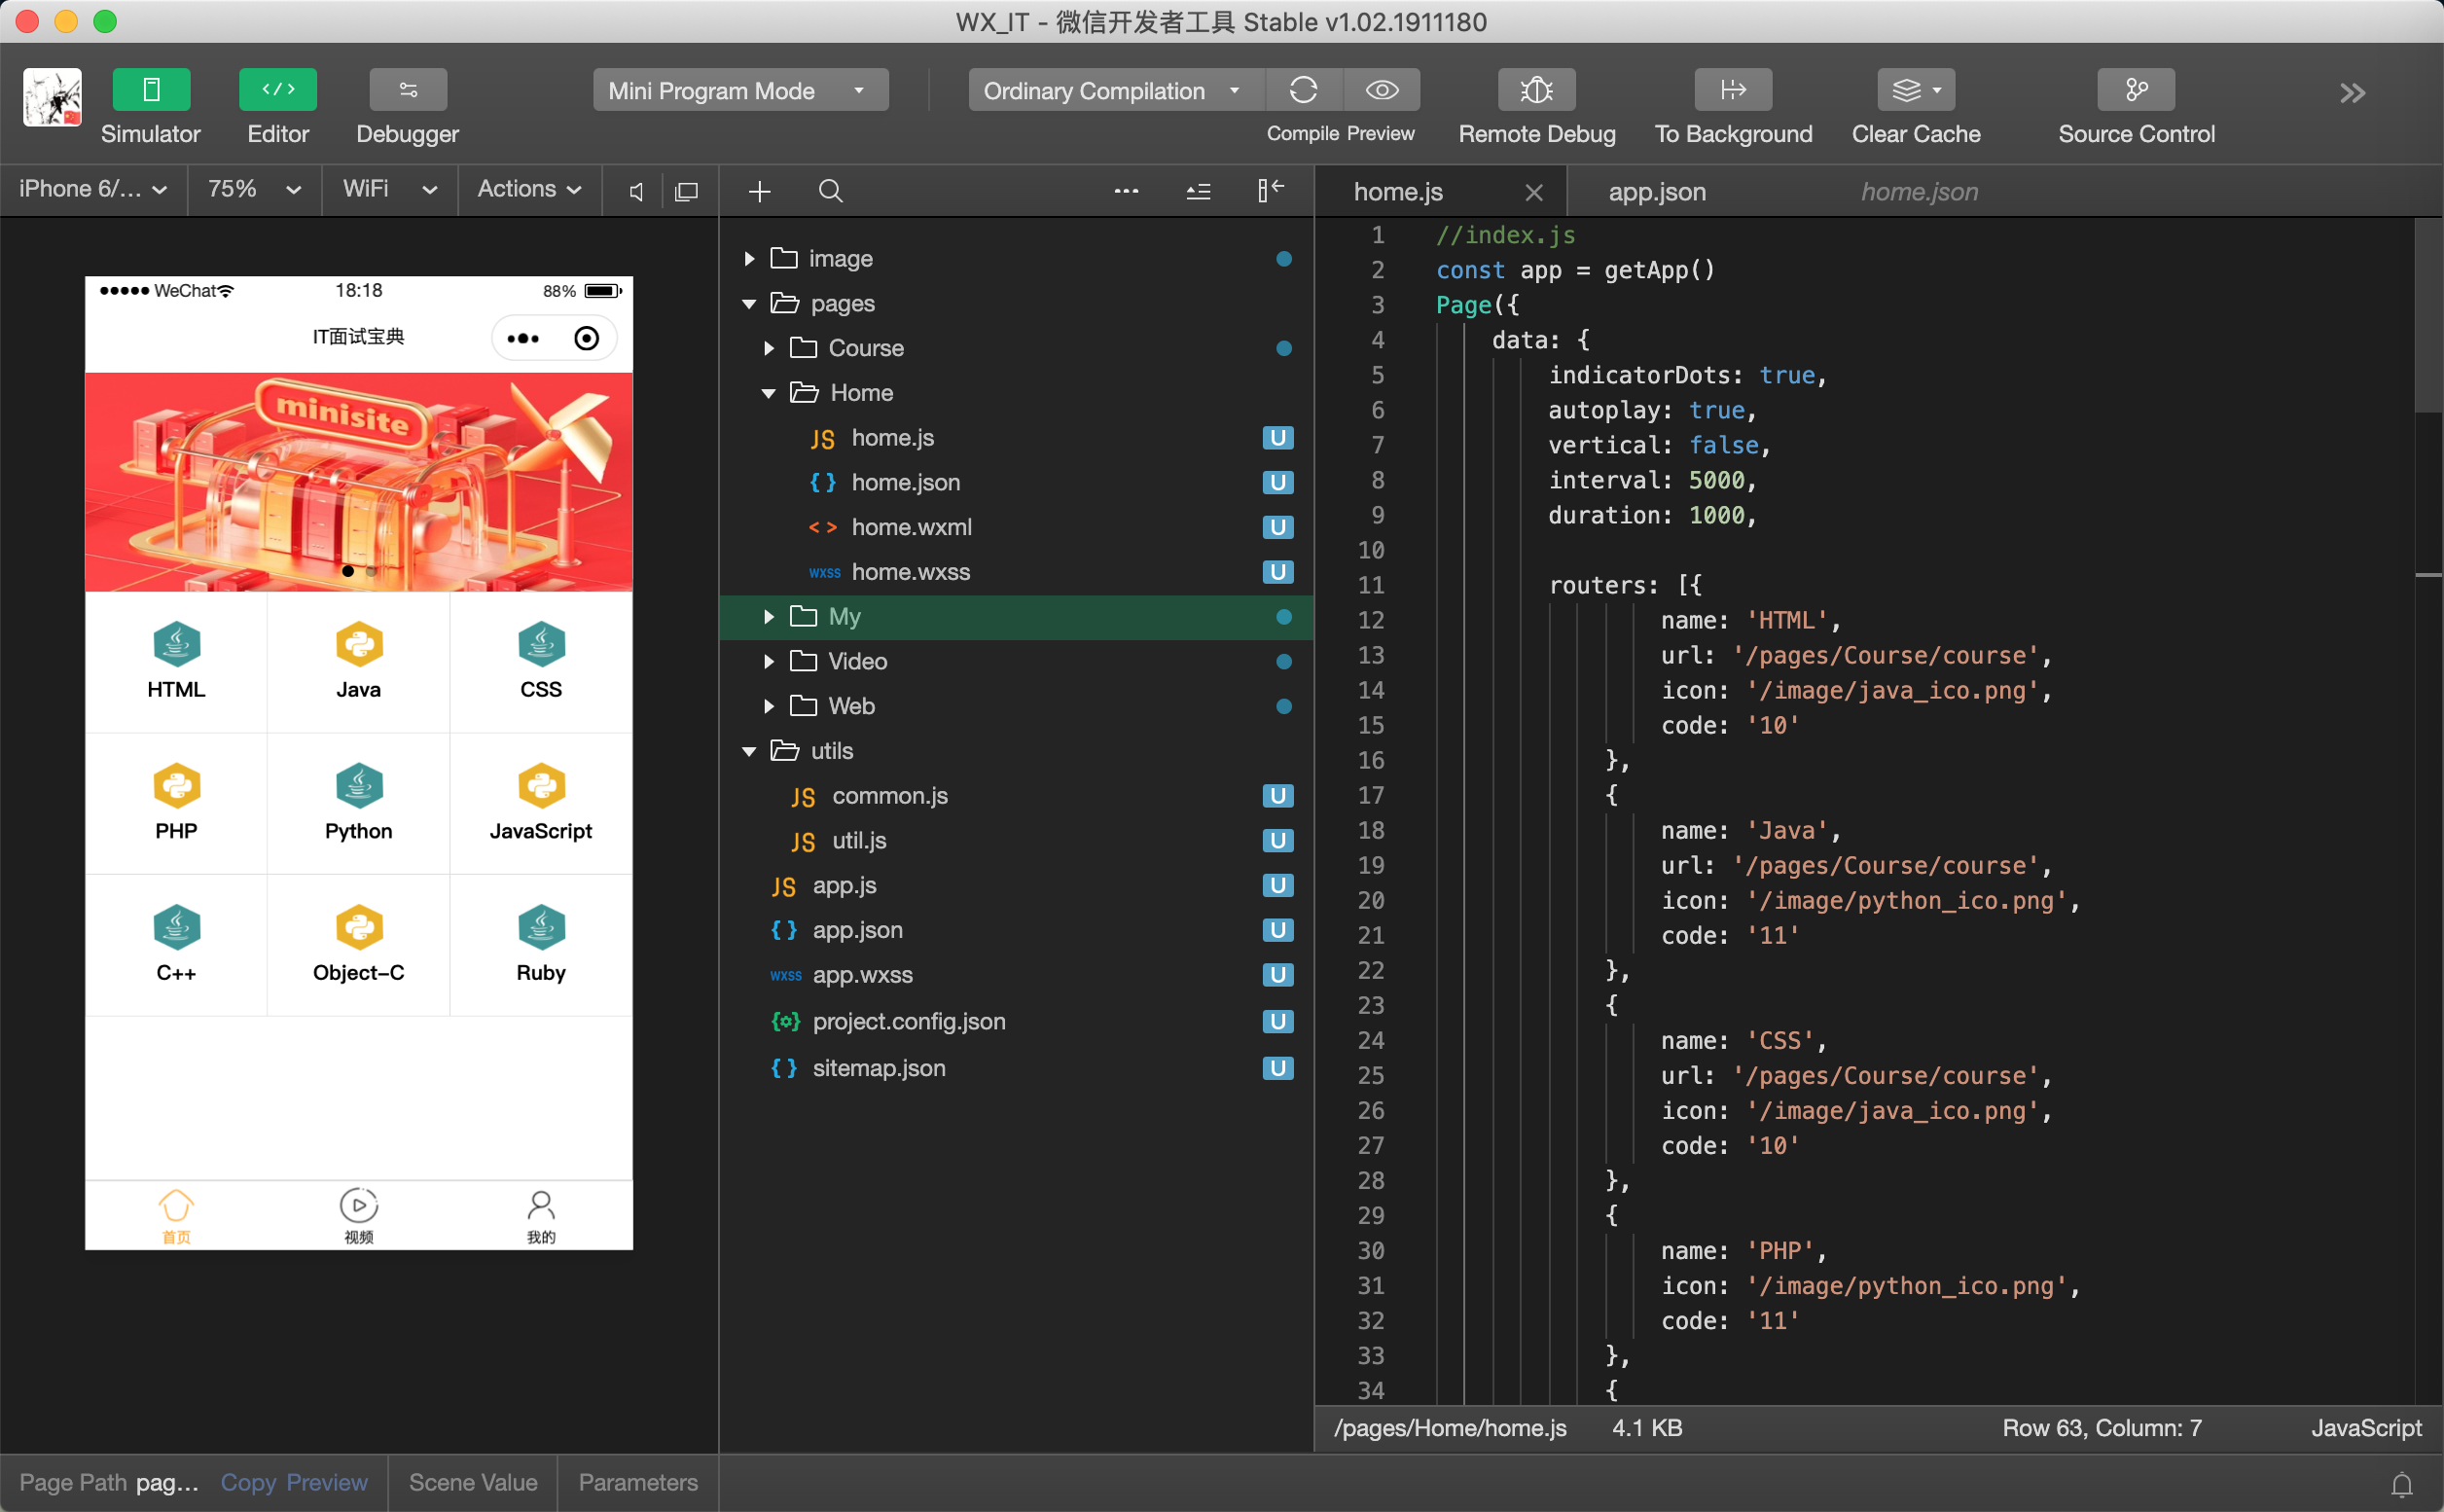 WX_IT - 微信开发者工具 Stable v1.02.1911180
Simulator
Editor
Debugger
Mini Program Mode
Ordinary Compilation
Compile
Preview
Remote Debug
To Background
Clear Cache
Source Control
iPhone 6/...
75%
WiFi
Actions
WeChat
18:18
88%
IT面试宝典
minisite
HTML
Java
CSS
PHP
Python
JavaScript
C++
Object-C
Ruby
首页
视频
我的
image
pages
Course
Home
JS home.js U
{ } home.json U
< > home.wxml U
wxss home.wxss U
My
Video
Web
utils
JS common.js U
JS util.js U
JS app.js U
{ } app.json U
wxss app.wxss U
project.config.json U
{ } sitemap.json U
home.js
app.json
home.json
1 //index.js
2 const app = getApp()
3 Page({
4 data: {
5 indicatorDots: true,
6 autoplay: true,
7 vertical: false,
8 interval: 5000,
9 duration: 1000,
10
11 routers: [{
12 name: 'HTML',
13 url: '/pages/Course/course',
14 icon: '/image/java_ico.png',
15 code: '10'
16 },
17 {
18 name: 'Java',
19 url: '/pages/Course/course',
20 icon: '/image/python_ico.png',
21 code: '11'
22 },
23 {
24 name: 'CSS',
25 url: '/pages/Course/course',
26 icon: '/image/java_ico.png',
27 code: '10'
28 },
29 {
30 name: 'PHP',
31 icon: '/image/python_ico.png',
32 code: '11'
33 },
34 {
/pages/Home/home.js 4.1 KB Row 63, Column: 7 JavaScript
Page Path pag... Copy Preview Scene Value Parameters